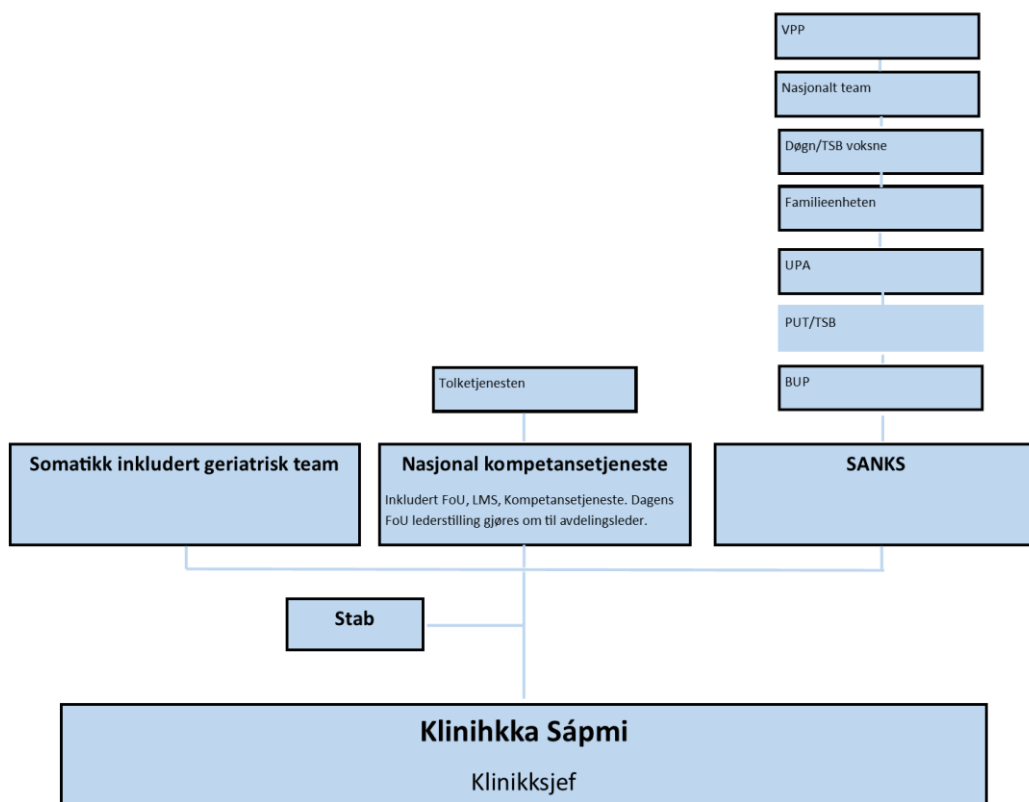 VPP
Nasjonalt team
Døgn/TSB voksne
Familieenheten
UPA
PUT/TSB
BUP
Tolketjenesten
Somatikk inkludert geriatrisk team
Nasjonal kompetansetjeneste
Inkludert FoU, LMS, Kompetansetjeneste. Dagens
FoU lederstilling gjøres om til avdelingsleder.
SANKS
Stab
Klinihkka Sápmi
Klinikksjef